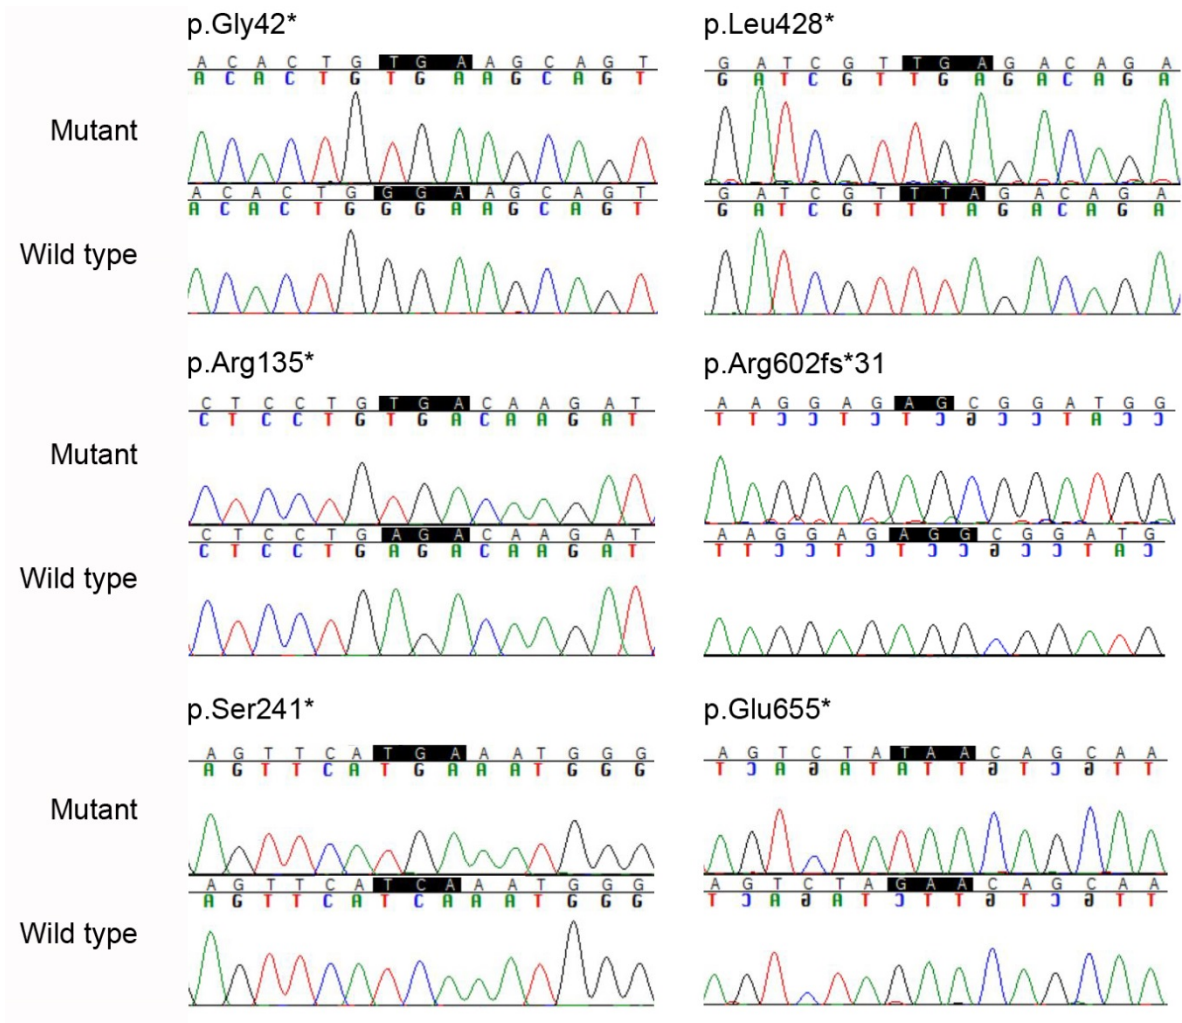 p.Gly42*
A C A C T G T G A A G C A G T
A C A C T G T G A A G C A G T
Mutant
A C A C T G G G A A G C A G T
A C A C T G G G A A G C A G T
Wild type
p.Leu428*
G A T C G T T G A G A C A G A
G A T C G T T G A G A C A G A
G A T C G T T T A G A C A G A
G A T C G T T T A G A C A G A
p.Arg135*
C T C C T G T G A C A A G A T
C T C C T G T G A C A A G A T
Mutant
C T C C T G A G A C A A G A T
C T C C T G A G A C A A G A T
Wild type
p.Arg602fs*31
A A G G A G A G C G G A T G G
T T C C T C T C G C C T A C C
A A G G A G A G G C G G A T G
T T C C T C T C C G C C T A C
p.Ser241*
A G T T C A T G A A A T G G G
A G T T C A T G A A A T G G G
Mutant
A G T T C A T C A A A T G G G
A G T T C A T C A A A T G G G
Wild type
p.Glu655*
A G T C T A T A A C A G C A A
T C A G A T A T T G T C G T T
A G T C T A G A A C A G C A A
T C A G A T C T T G T C G T T